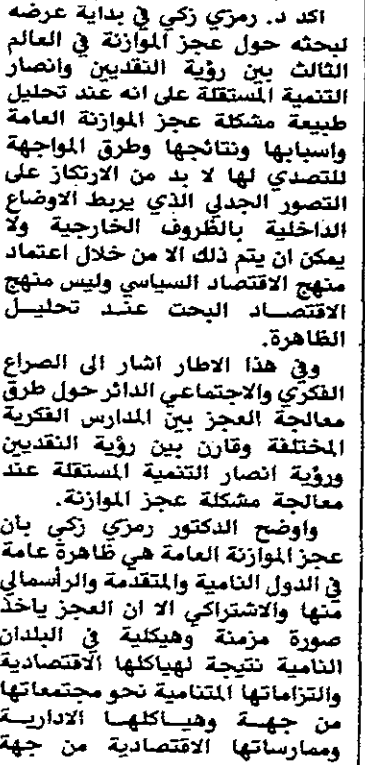 اكد د. رمزي زكي في بداية عرضه
لبحثه حول عجز الموازنة في العالم
الثالث بين رؤية النقديين وانصار
التنمية المستقلة على انه عند تحليل
طبيعة مشكلة عجز الموازنة العامة
واسبابها ونتائجها وطرق المواجهة
للتصدي لها لا بد من الارتكاز على
التصور الجدلي الذي يربط الاوضاع
الداخلية بالظروف الخارجية ولا
يمكن ان يتم ذلك الا من خلال اعتماد
منهج الاقتصاد السياسي وليس منهج
الاقتصاد البحت عند تحليل
الظاهرة.
وفي هذا الاطار اشار الى الصراع
الفكري والاجتماعي الدائر حول طرق
معالجة العجز بين المدارس الفكرية
المختلفة وقارن بين رؤية النقديين
ورؤية انصار التنمية المستقلة عند
معالجة مشكلة عجز الموازنة.
واوضح الدكتور رمزي زكي بأن
عجز الموازنة العامة هي ظاهرة عامة
في الدول النامية والمتقدمة والرأسمالي
منها والاشتراكي الا ان العجز ياخذ
صورة مزمنة وهيكلية في البلدان
النامية نتيجة لهياكلها الاقتصادية
والتزاماتها المتنامية نحو مجتمعاتها
من جهة وهياكلها الادارية
وممارساتها الاقتصادية من جهة